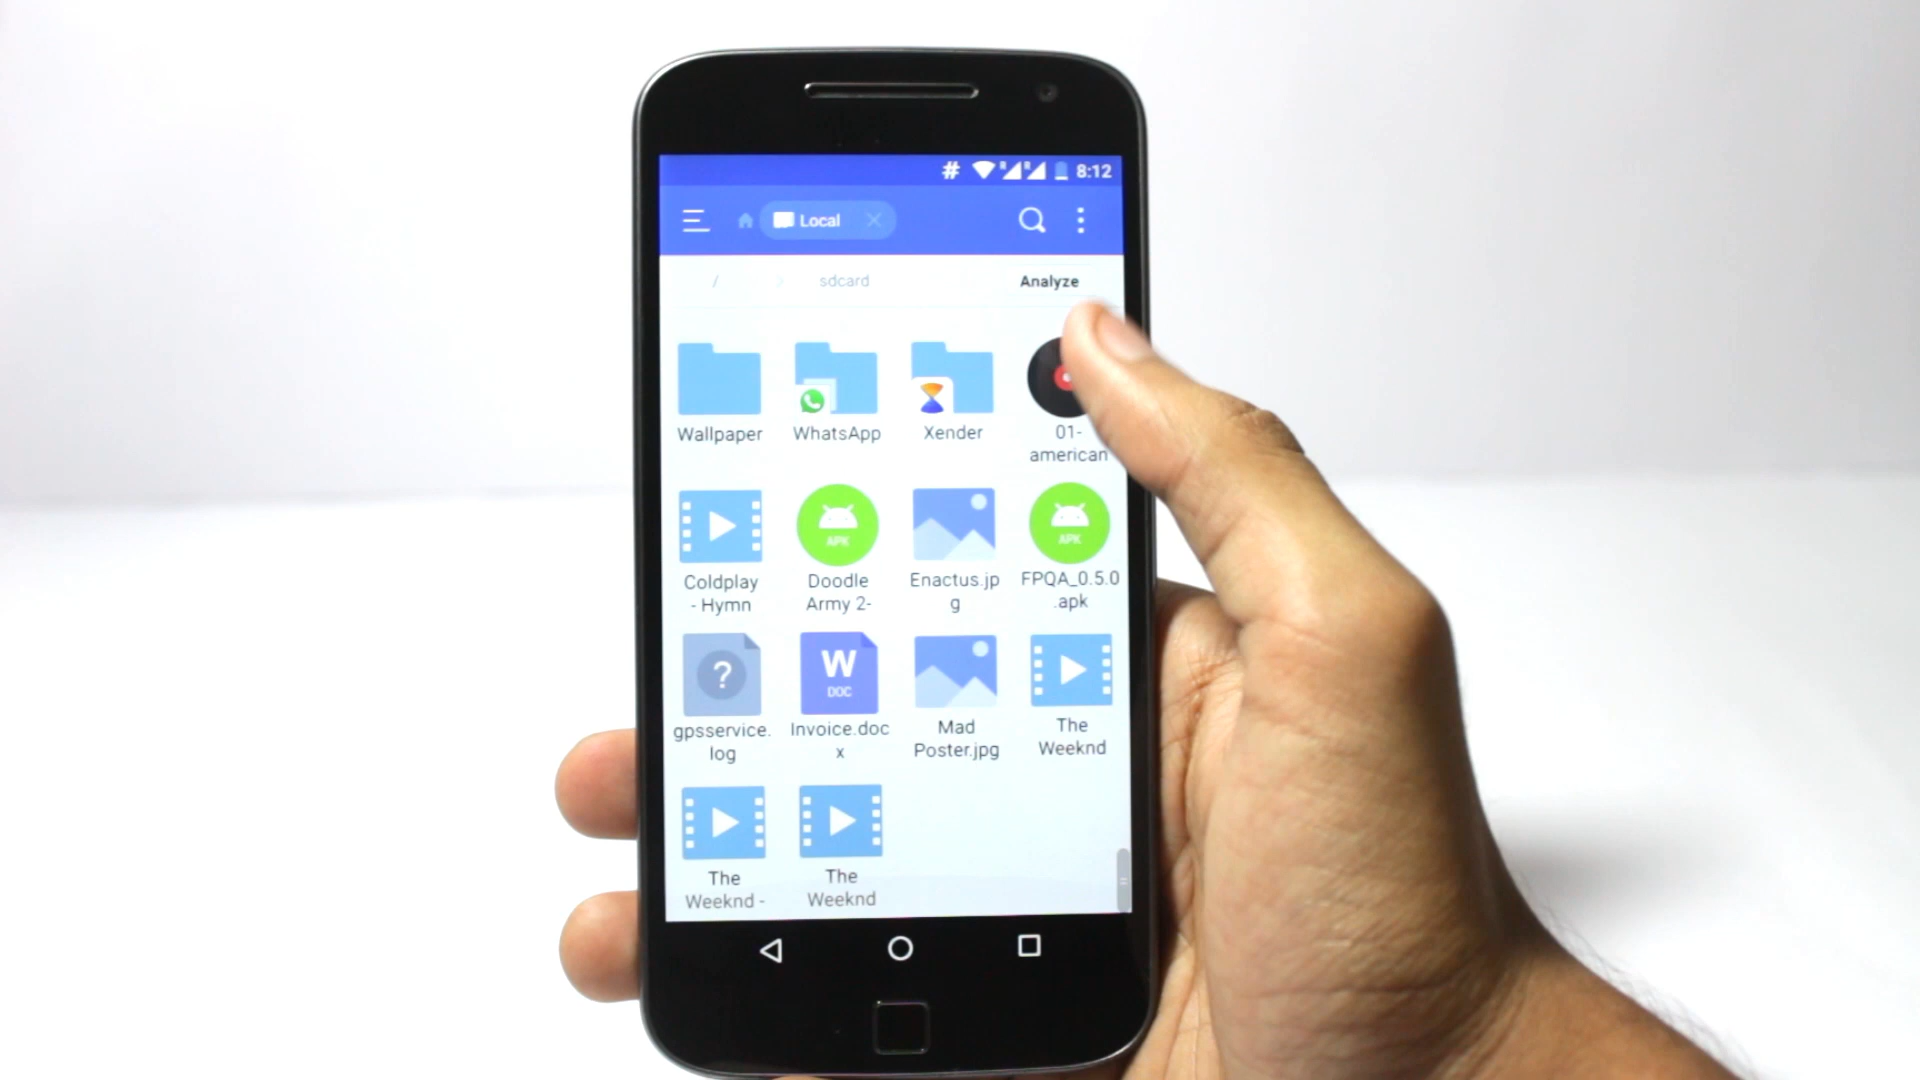 # 8:12
Local
/ > sdcard Analyze
Wallpaper
WhatsApp
Xender
01-
american
Coldplay
- Hymn
APK
Doodle
Army 2-
Enactus.jp
g
APK
FPQA_0.5.0
.apk
?
gpsservice.
log
W
DOC
Invoice.doc
x
Mad
Poster.jpg
The
Weeknd
The
Weeknd -
The
Weeknd